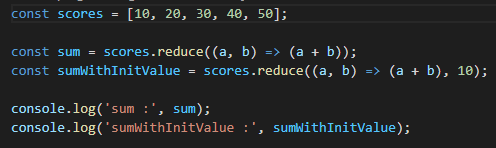 const scores = [10, 20, 30, 40, 50];
const sum = scores.reduce((a, b) => (a + b));
const sumWithInitValue = scores.reduce((a, b) => (a + b), 10);
console.log('sum :', sum);
console.log('sumWithInitValue :', sumWithInitValue);